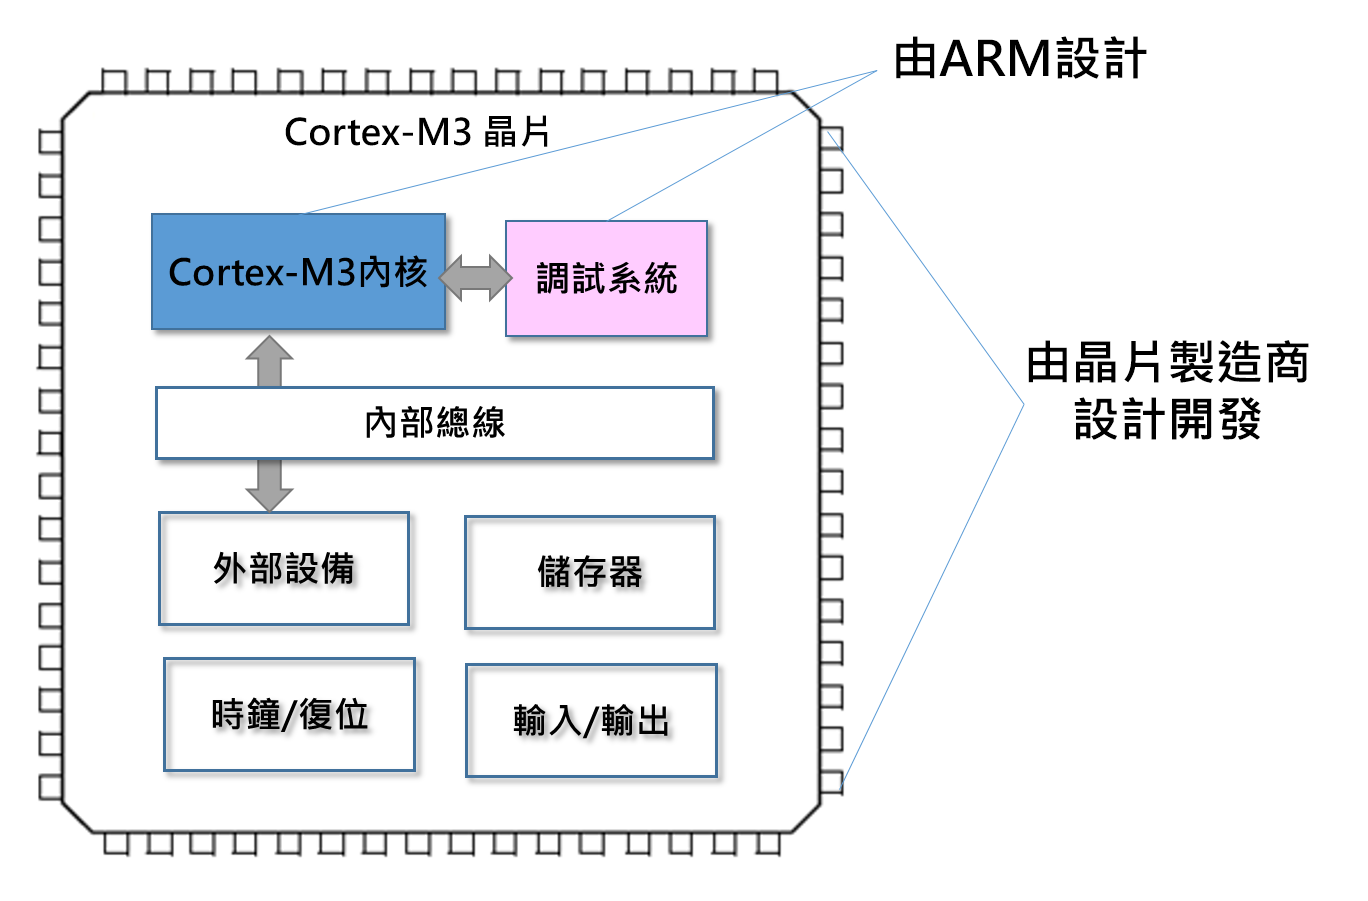 由ARM設計
Cortex-M3 晶片
Cortex-M3內核
調試系統
由晶片製造商
設計開發
內部總線
外部設備
儲存器
時鐘/復位
輸入/輸出